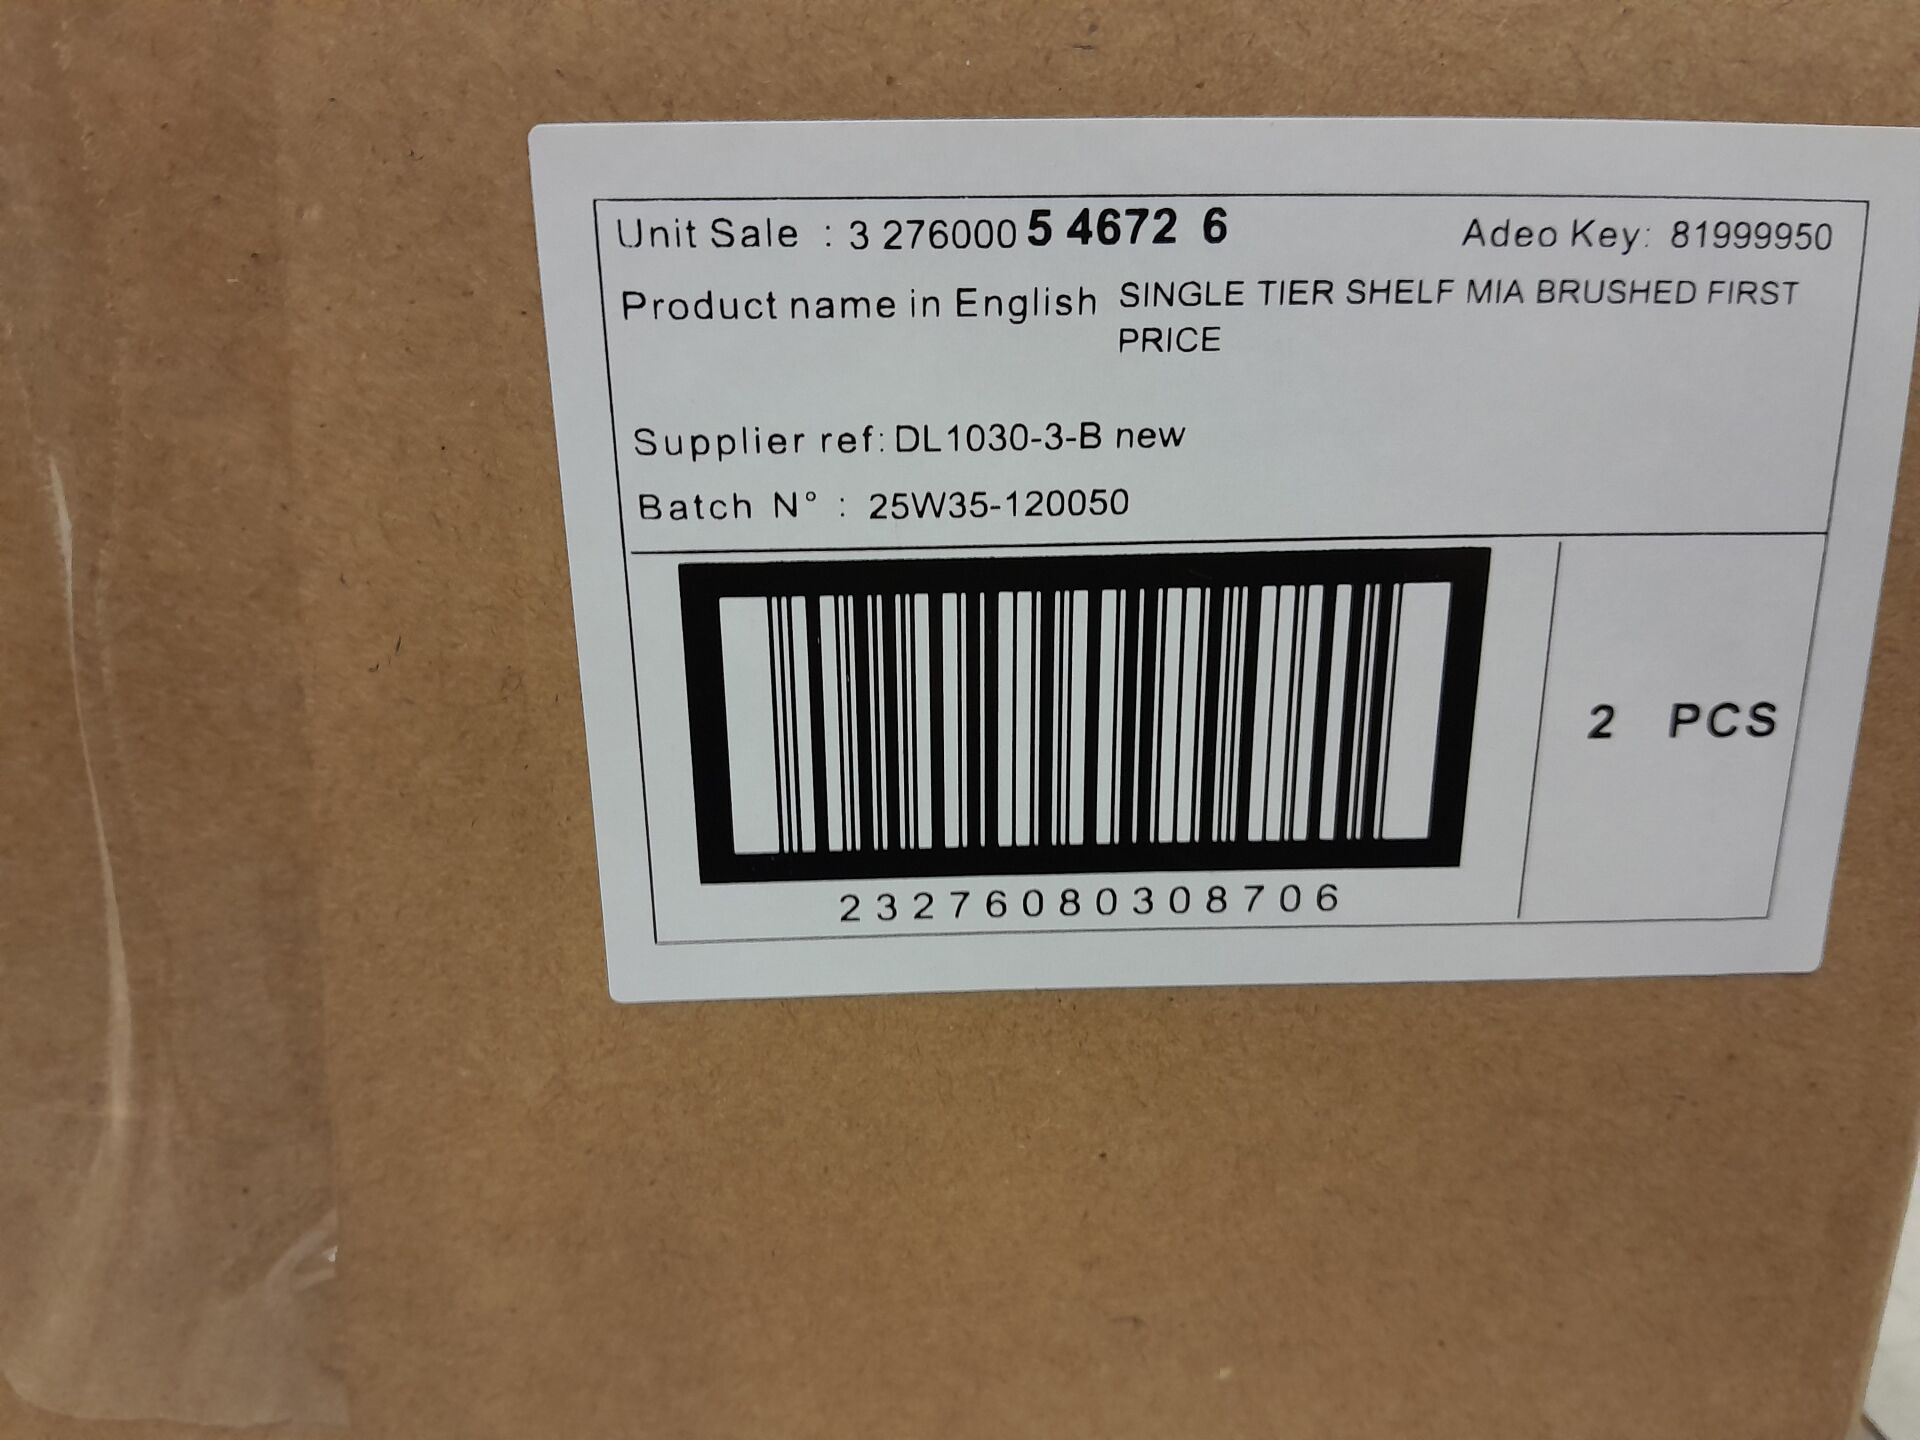 Unit Sale : 3 276000 5 4672 6 Adeo Key: 81999950
Product name in English SINGLE TIER SHELF MIA BRUSHED FIRST
PRICE
Supplier ref: DL1030-3-B new
Batch N° : 25W35-120050
2 PCS
23276080308706